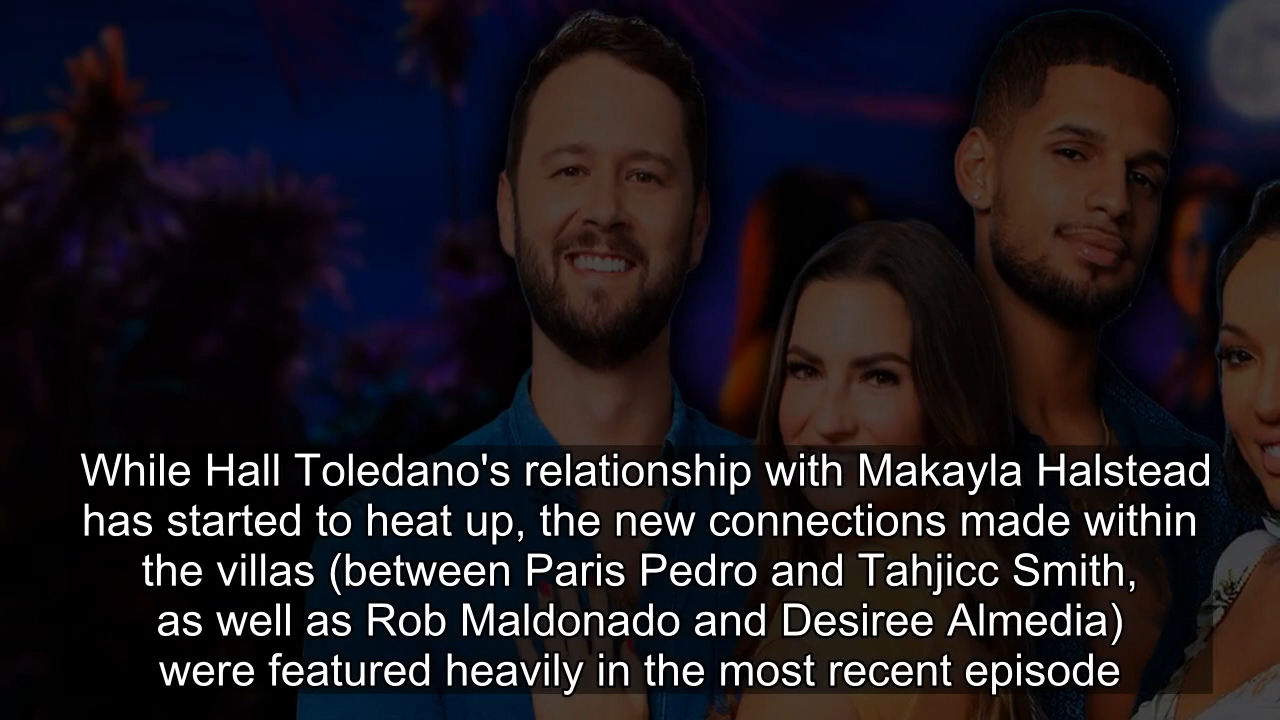 While Hall Toledano's relationship with Makayla Halstead
has started to heat up, the new connections made within
the villas (between Paris Pedro and Tahjicc Smith,
as well as Rob Maldonado and Desiree Almedia)
were featured heavily in the most recent episode